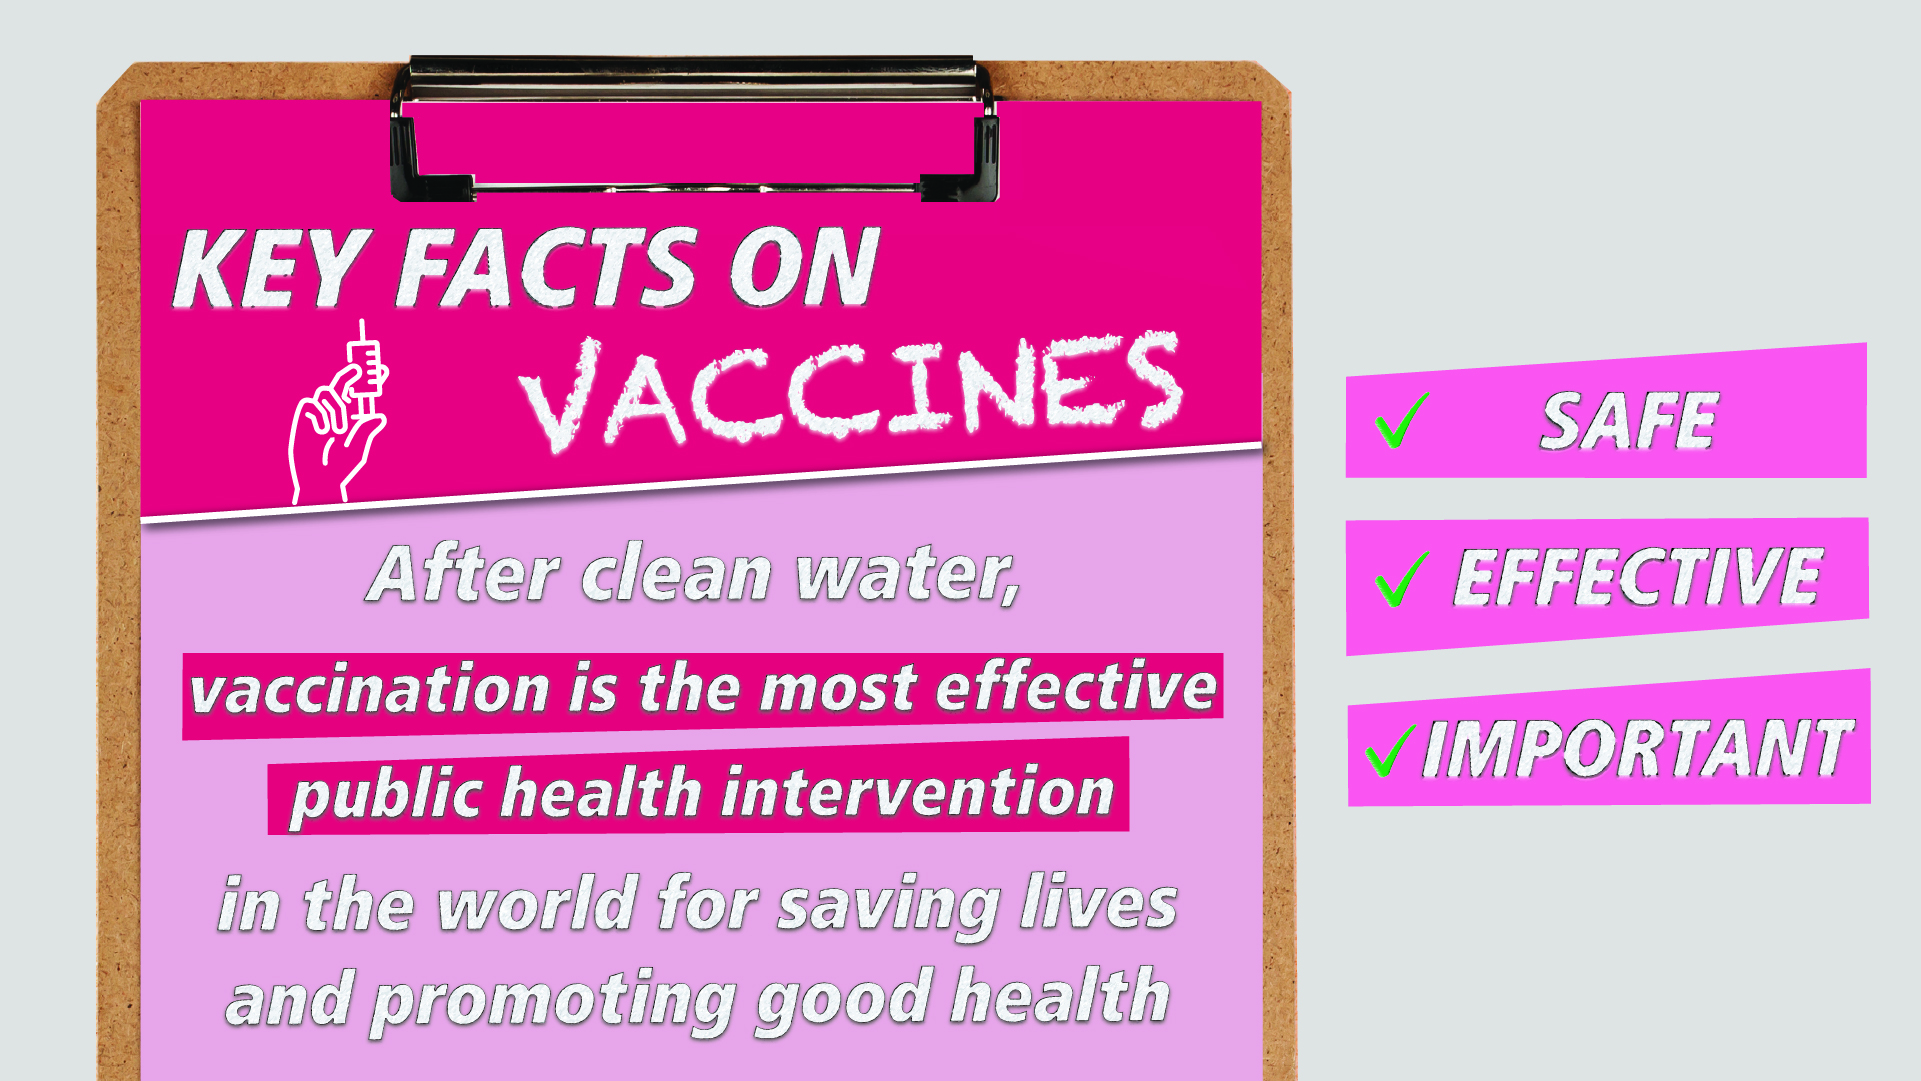 KEY FACTS ON
VACCINES
After clean water,
vaccination is the most effective
public health intervention
in the world for saving lives
and promoting good health
SAFE
EFFECTIVE
IMPORTANT